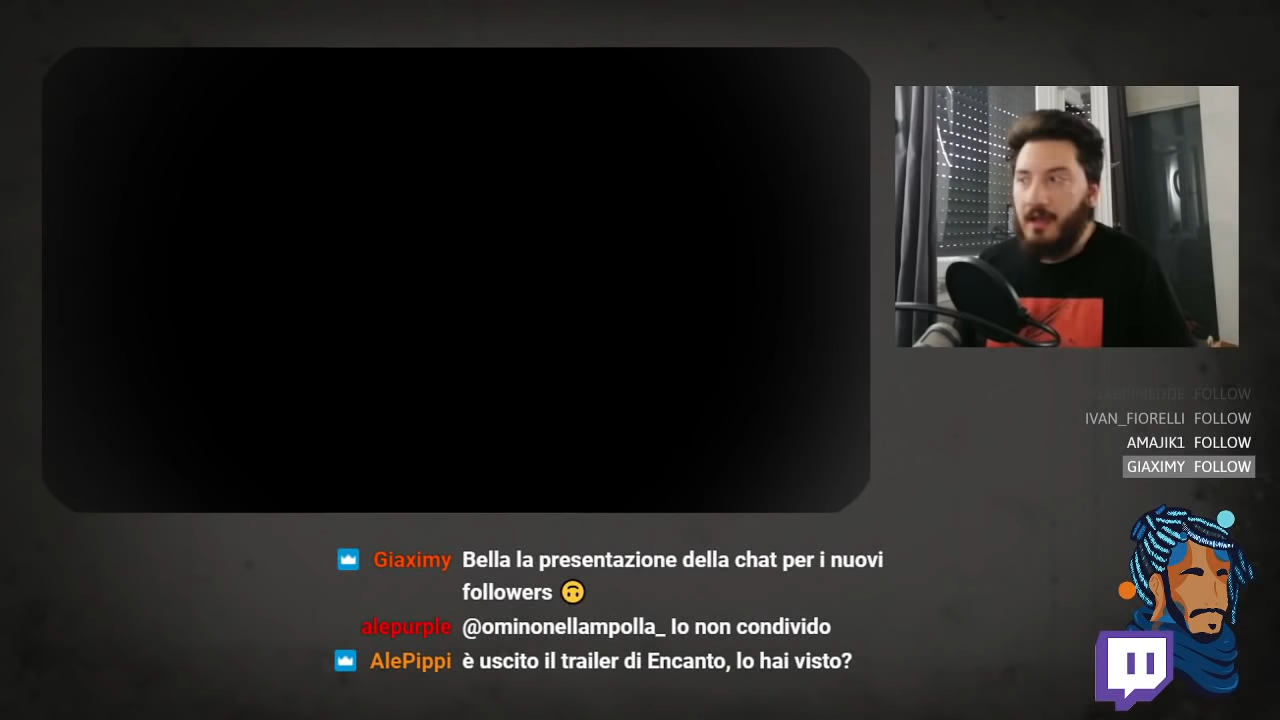 IVAN_FIORELLI FOLLOW
AMAJIK1 FOLLOW
GIAXIMY FOLLOW
FOLLOW
Giaximy Bella la presentazione della chat per i nuovi
followers 🙃
alepurple @ominonellampolla_ Io non condivido
AlePippi è uscito il trailer di Encanto, lo hai visto?